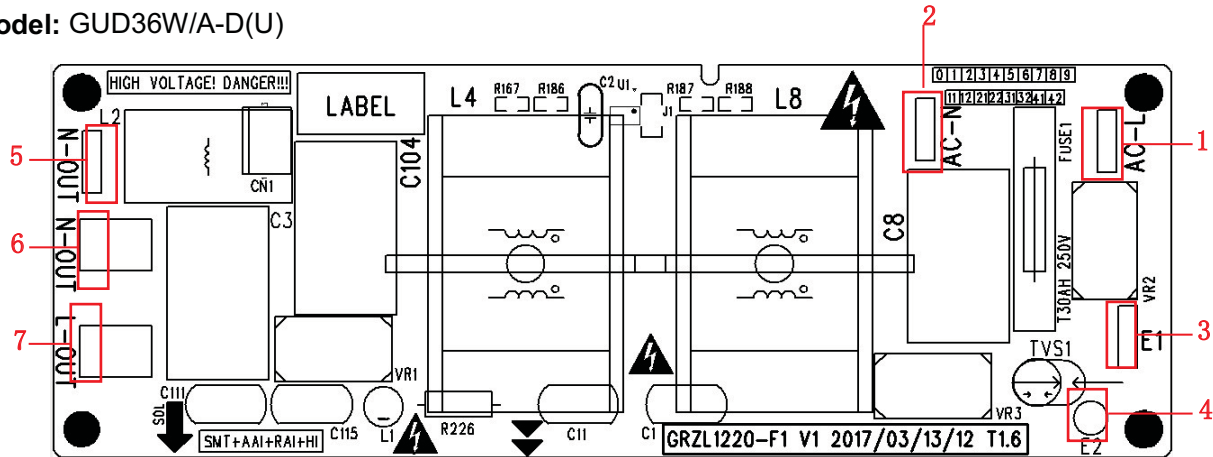 odel: GUD36W/A-D(U)
2
HIGH VOLTAGE! DANGER!!!
LABEL
L4
R167
R186
C2
U1
J1
R187
R188
L8
0 1 2 3 4 5 6 7 8 9
11 12 21 22 31 32 41 42
L2
N-OUT
5
CN1
C104
AC-N
FUSE1
AC-L
1
C3
C8
N-OUT
6
T30AH 250V
VR2
L-OUT
7
E1
3
TVS1
VR1
C111
SOL
SMT+AAI+RAI+HI
C115
L1
R226
C11
C1
VR3
GRZL1220-F1 V1 2017/03/13/12 T1.6
E2
4